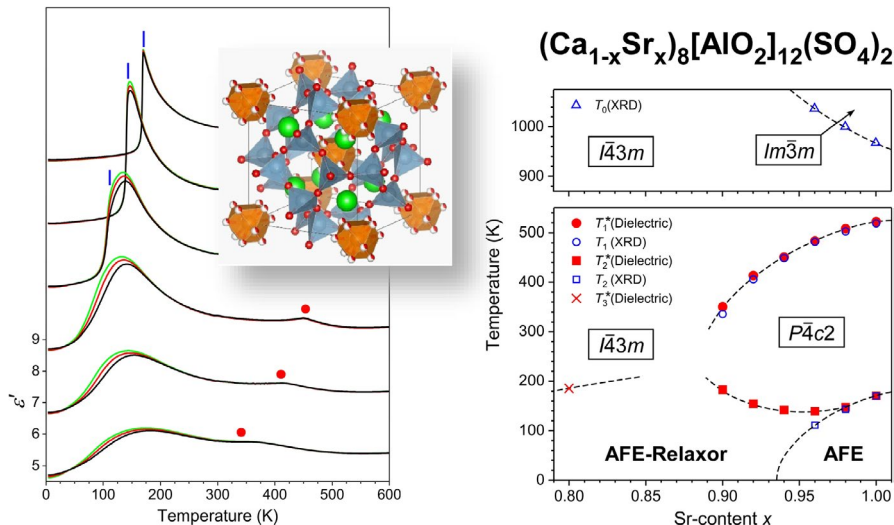 (Ca1-xSrx)8[AlO2]12(SO4)2
9
8
7
6
5
ε'
0 100 200 300 400 500 600
Temperature (K)
T0(XRD)
I4̅3m
Im3̅m
1000
900
T1*(Dielectric)
T1 (XRD)
T2*(Dielectric)
T2 (XRD)
T3*(Dielectric)
I4̅3m
P4̅c2
AFE-Relaxor
AFE
500
400
300
200
100
0
Temperature (K)
0.80 0.85 0.90 0.95 1.00
Sr-content x